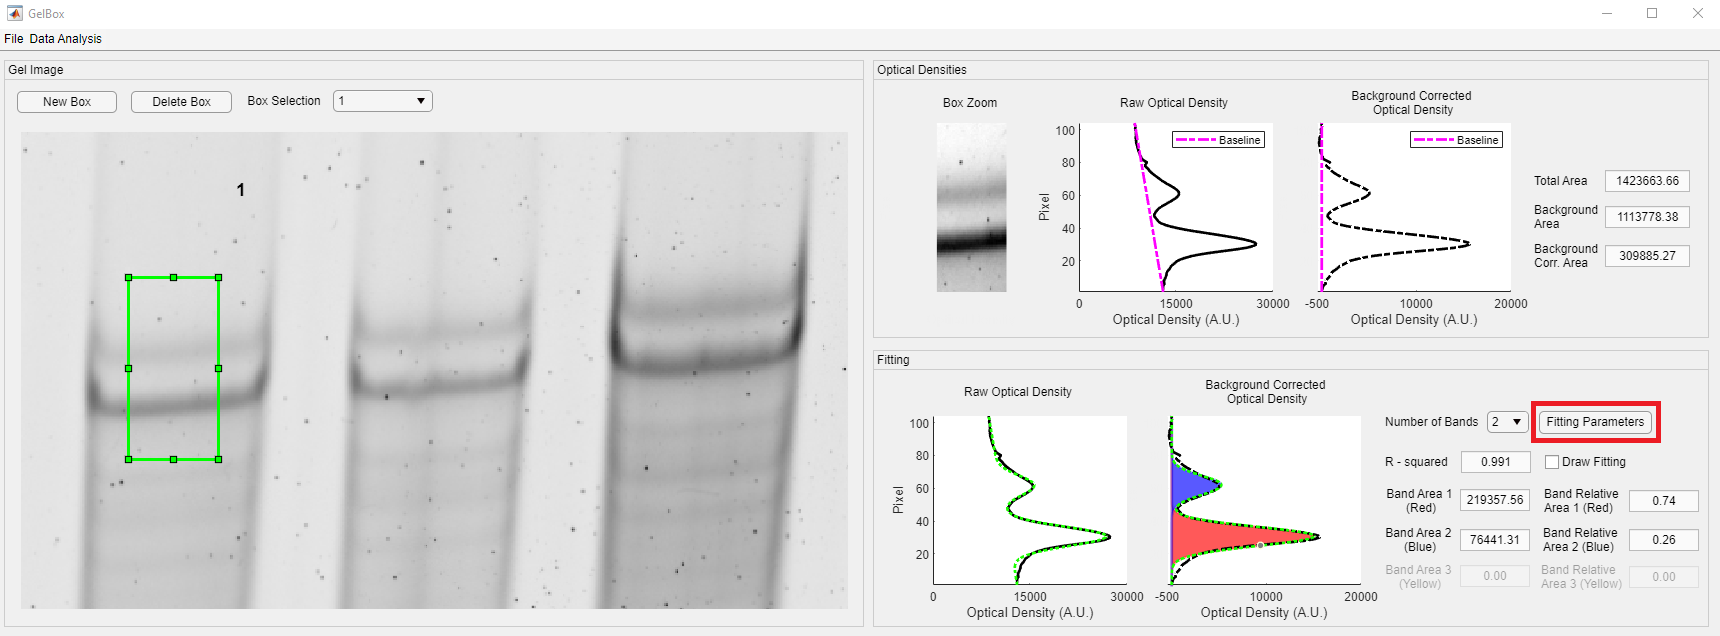 GelBox
File Data Analysis
Gel Image
New Box
Delete Box
Box Selection
1
1
Optical Densities
Box Zoom
Raw Optical Density
Baseline
100
80
60
40
20
Pixel
0
15000
30000
Optical Density (A.U.)
Background Corrected
Optical Density
Baseline
-500
10000
20000
Optical Density (A.U.)
Total Area
1423663.66
Background
Area
1113778.38
Background
Corr. Area
309885.27
Fitting
Raw Optical Density
100
80
60
40
20
Pixel
0
15000
30000
Optical Density (A.U.)
Background Corrected
Optical Density
100
80
60
40
20
-500
10000
20000
Optical Density (A.U.)
Number of Bands
2
Fitting Parameters
R - squared
0.991
Draw Fitting
Band Area 1
(Red)
219357.56
Band Relative
Area 1 (Red)
0.74
Band Area 2
(Blue)
76441.31
Band Relative
Area 2 (Blue)
0.26
Band Area 3
(Yellow)
0.00
Band Relative
Area 3 (Yellow)
0.00